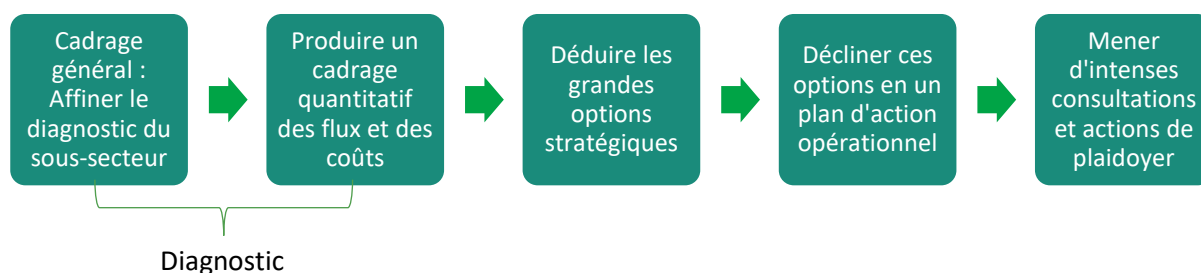 Cadrage
général :
Affiner le
diagnostic du
sous-secteur
Produire un
cadrage
quantitatif
des flux et des
coûts
Déduire les
grandes
options
stratégiques
Décliner ces
options en un
plan d'action
opérationnel
Mener
d'intenses
consultations
et actions de
plaidoyer
Diagnostic